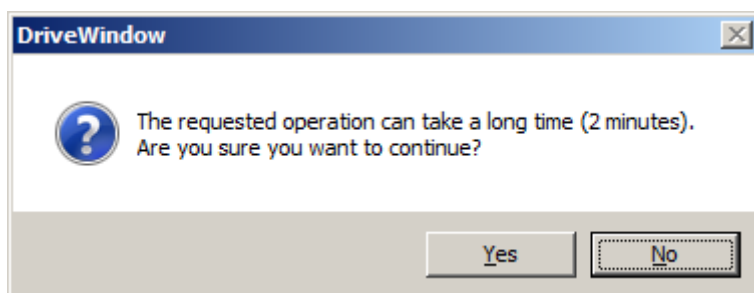 DriveWindow
The requested operation can take a long time (2 minutes).
Are you sure you want to continue?
Yes No